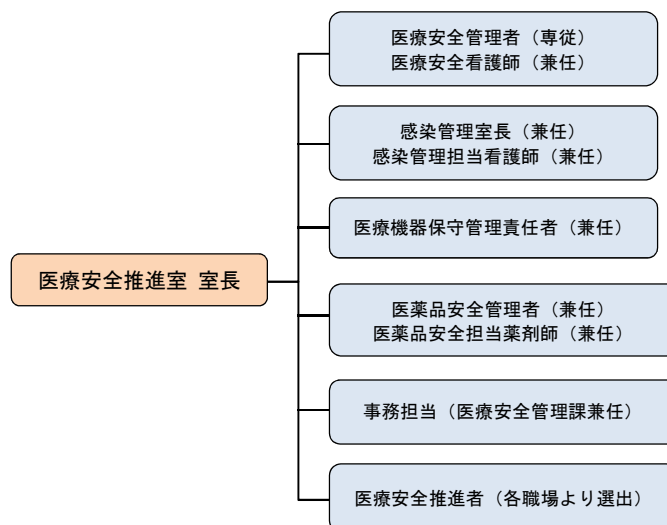 医療安全管理者（専従）
医療安全看護師（兼任）
感染管理室長（兼任）
感染管理担当看護師（兼任）
医療機器保守管理責任者（兼任）
医療安全推進室 室長
医薬品安全管理者（兼任）
医薬品安全担当薬剤師（兼任）
事務担当（医療安全管理課兼任）
医療安全推進者（各職場より選出）